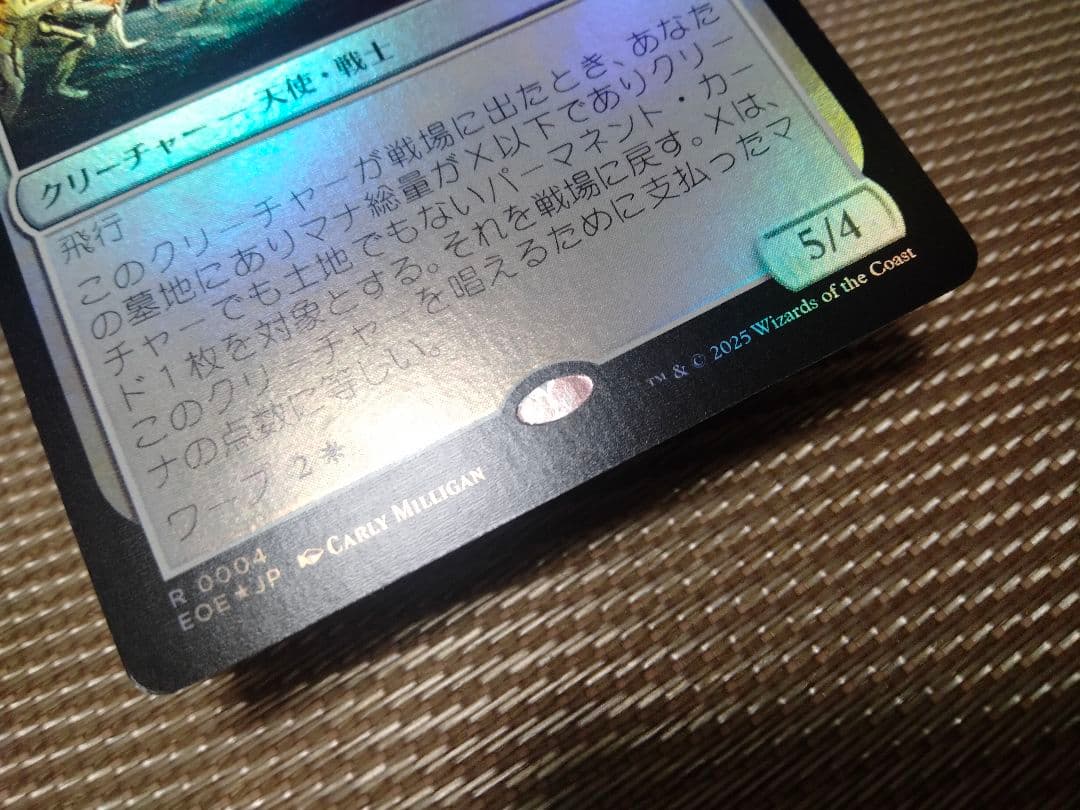 クリーチャー — 天使・戦士
飛行
このクリーチャーが戦場に出たとき、あなた
の墓地にありマナ総量がX以下でありクリー
チャーでも土地でもないパーマネント・カー
ド1枚を対象とする。それを戦場に戻す。Xは、
このクリーチャーを唱えるために支払ったマ
ナの点数に等しい。
ワープ 2
5/4
R 0004
EOE★JP CARLY MILLIGAN
™ & © 2025 Wizards of the Coast